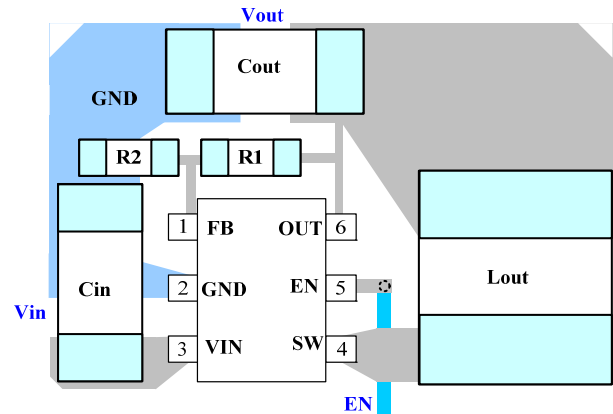 Vout
Cout
GND
R2
R1
1 FB OUT 6
2 GND EN 5
Cin
Lout
Vin
3 VIN SW 4
EN